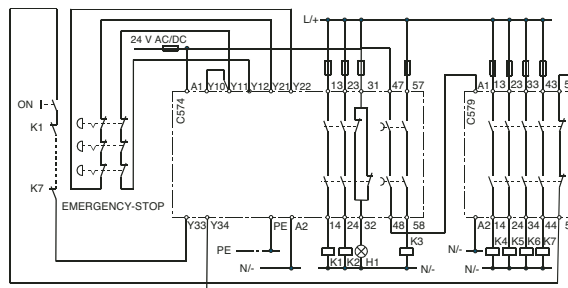 L/+
24 V AC/DC
A1 Y10 Y11 Y12 Y21 Y22 13 23 31 47 57 A1 13 23 33 43 5
C574 C579
ON
K1
K7
EMERGENCY-STOP
Y33 Y34 PE A2 14 24 32 48 58 A2 14 24 34 44 5
K1 K2 H1 K3 K4 K5 K6 K7
PE N/-
N/- N/- N/-